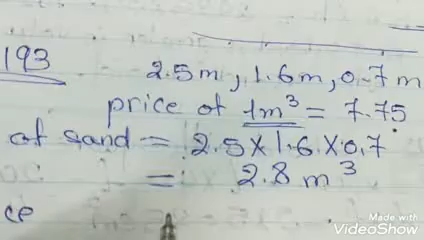 193
2.5m, 1.6m, 0.7m
price of 1m³ = 7.75
of sand = 2.5 X 1.6 X 0.7
= 2.8 m³
ce
Made with
VivaVideo